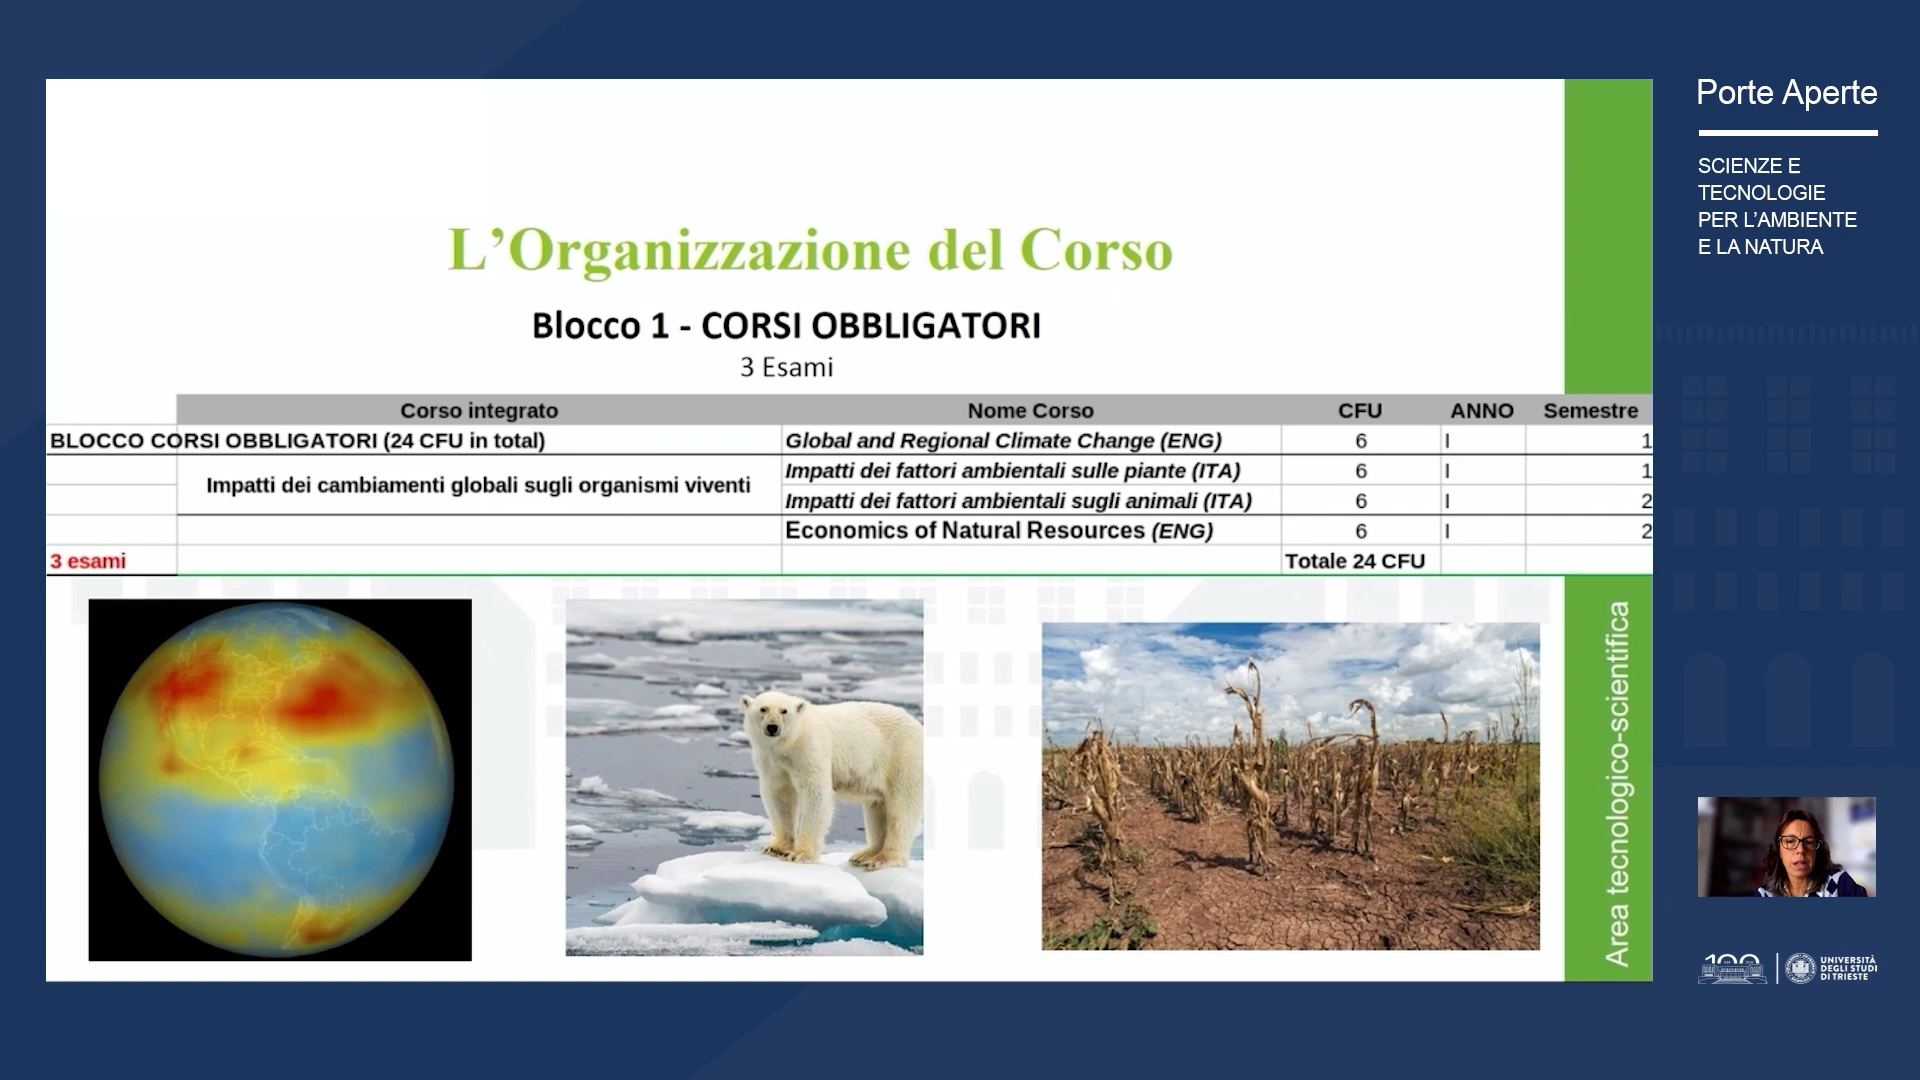 L’Organizzazione del Corso
Blocco 1 - CORSI OBBLIGATORI
3 Esami
Corso integrato Nome Corso CFU ANNO Semestre
BLOCCO CORSI OBBLIGATORI (24 CFU in total) Global and Regional Climate Change (ENG) 6 I 1
Impatti dei cambiamenti globali sugli organismi viventi
Impatti dei fattori ambientali sulle piante (ITA) 6 I 1
Impatti dei fattori ambientali sugli animali (ITA) 6 I 2
Economics of Natural Resources (ENG) 6 I 2
3 esami Totale 24 CFU
Area tecnologico-scientifica
Porte Aperte
SCIENZE E
TECNOLOGIE
PER L’AMBIENTE
E LA NATURA
100
UNIVERSITÀ
DEGLI STUDI
DI TRIESTE